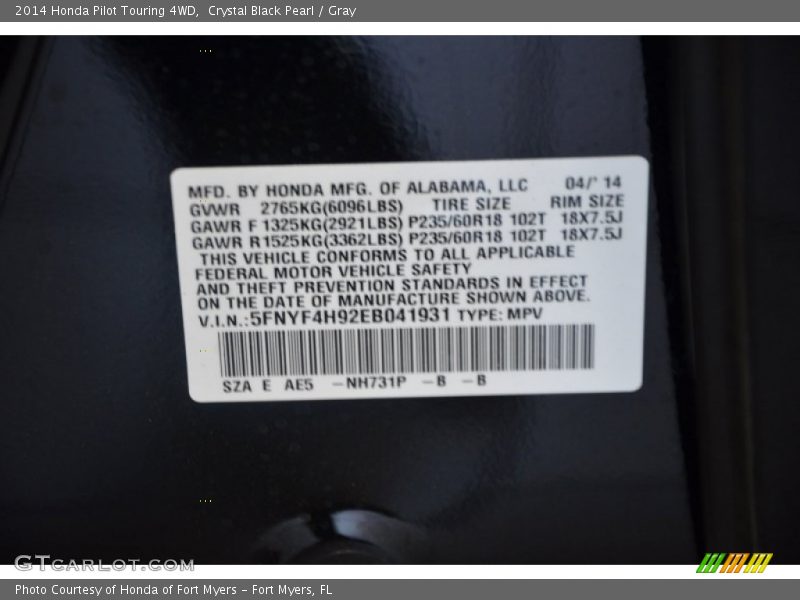 2014 Honda Pilot Touring 4WD,  Crystal Black Pearl / Gray
MFD. BY HONDA MFG. OF ALABAMA, LLC 04/'14
GVWR 2765KG(6096LBS) TIRE SIZE RIM SIZE
GAWR F 1325KG(2921LBS) P235/60R18 102T 18X7.5J
GAWR R1525KG(3362LBS) P235/60R18 102T 18X7.5J
THIS VEHICLE CONFORMS TO ALL APPLICABLE
FEDERAL MOTOR VEHICLE SAFETY
AND THEFT PREVENTION STANDARDS IN EFFECT
ON THE DATE OF MANUFACTURE SHOWN ABOVE.
V.I.N.:5FNYF4H92EB041931 TYPE: MPV
SZA E AE5 -NH731P -B -B
GTCARLOT.COM
Photo Courtesy of Honda of Fort Myers - Fort Myers, FL